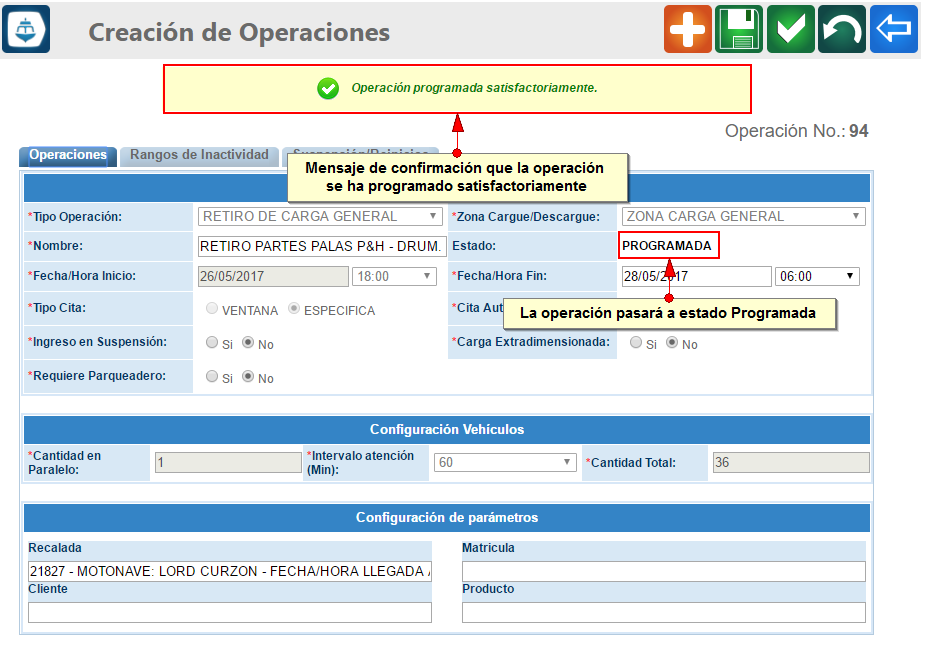 Creación de Operaciones
Operación programada satisfactoriamente.
Operación No.: 94
Operaciones
Rangos de Inactividad
Mensaje de confirmación que la operación
se ha programado satisfactoriamente
*Tipo Operación: RETIRO DE CARGA GENERAL *Zona Cargue/Descargue: ZONA CARGA GENERAL
*Nombre: RETIRO PARTES PALAS P&H - DRUM. Estado: PROGRAMADA
*Fecha/Hora Inicio: 26/05/2017 18:00 *Fecha/Hora Fin: 28/05/2017 06:00
*Tipo Cita: VENTANA ESPECIFICA *Cita Aut
La operación pasará a estado Programada
*Ingreso en Suspensión: Si No *Carga Extradimensionada: Si No
*Requiere Parqueadero: Si No
Configuración Vehículos
*Cantidad en
Paralelo: 1 *Intervalo atención
(Min): 60 *Cantidad Total: 36
Configuración de parámetros
Recalada Matricula
21827 - MOTONAVE: LORD CURZON - FECHA/HORA LLEGADA
Cliente Producto